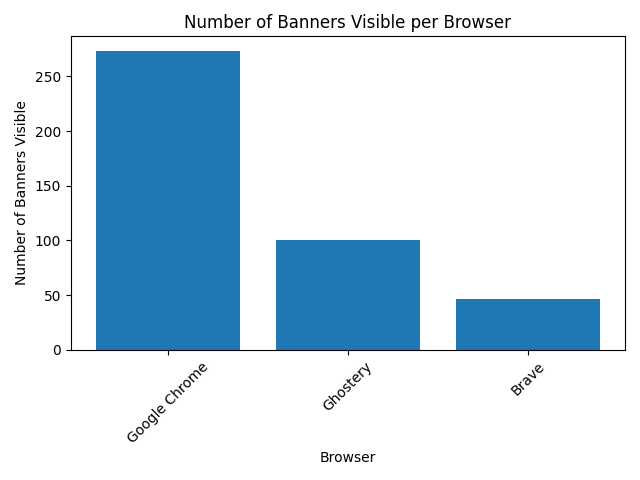 Number of Banners Visible per Browser
Number of Banners Visible
250
200
150
100
50
0
Google Chrome
Ghostery
Brave
Browser